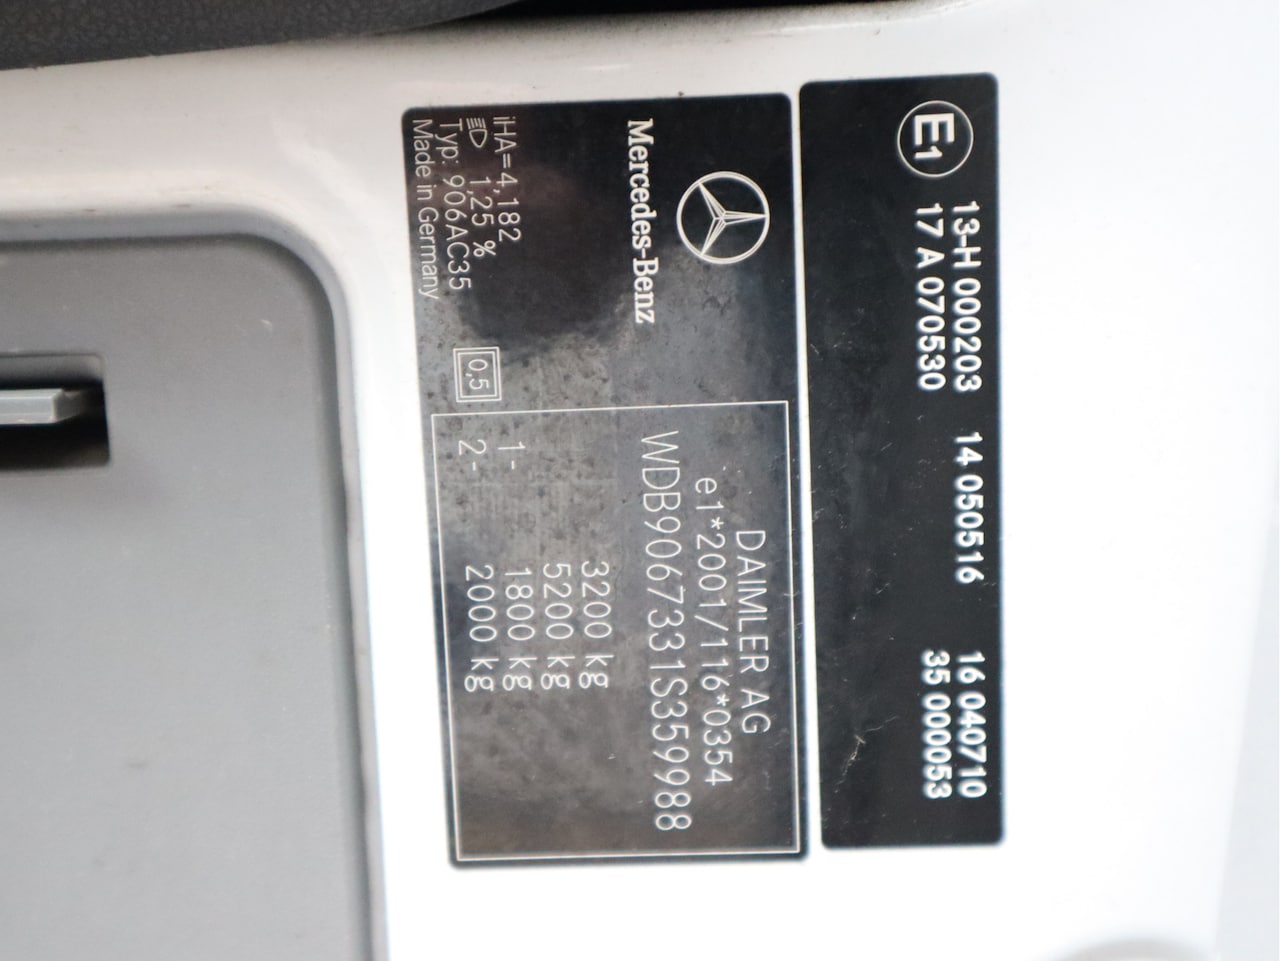 E1
13-H 000203 14 050516 16 040710
17 A 070530 35 000053
Mercedes-Benz
DAIMLER AG
e1*2001/116*0354
WDB9067331S359988
3200 kg
5200 kg
1- 1800 kg
2- 2000 kg
iHA=4,182
1,25 %
Typ: 906AC35
Made in Germany
0,5